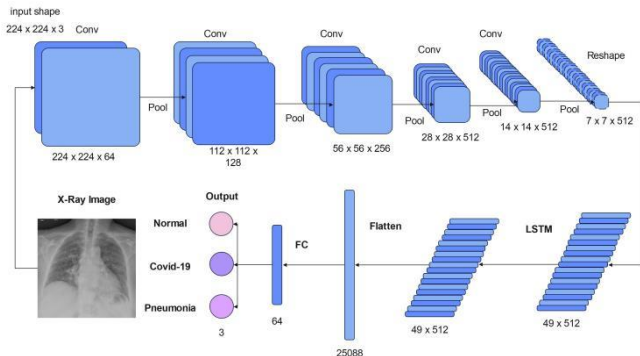 input shape
224 x 224 x 3
Conv
Conv
Conv
Conv
Conv
Reshape
Pool
Pool
Pool
Pool
Pool
224 x 224 x 64
112 x 112 x
128
56 x 56 x 256
28 x 28 x 512
14 x 14 x 512
7 x 7 x 512
X-Ray Image
Output
Normal
Covid-19
Pneumonia
3
FC
64
Flatten
25088
49 x 512
LSTM
49 x 512